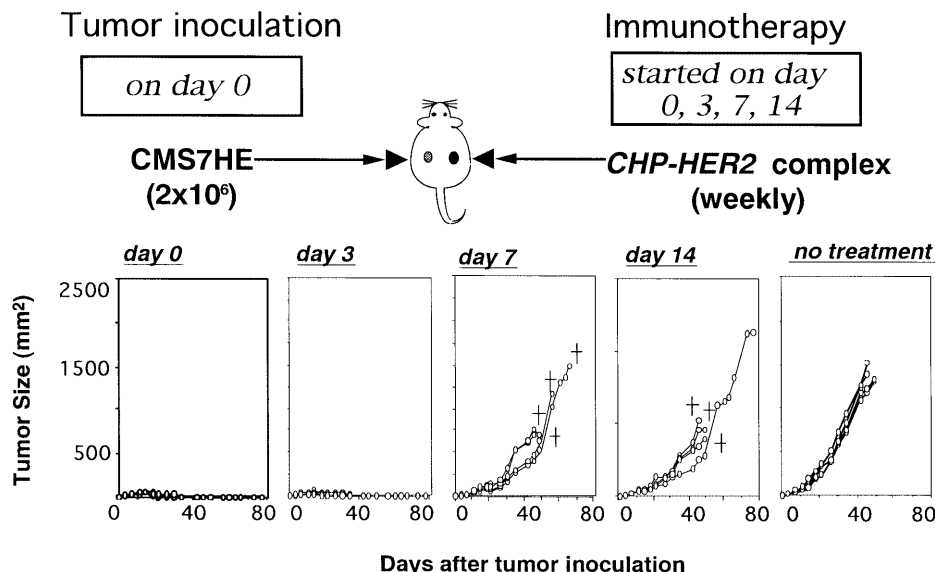 Tumor inoculation
Immunotherapy
on day 0
started on day
0, 3, 7, 14
CMS7HE
(2x10⁶)
CHP-HER2 complex
(weekly)
day 0
day 3
day 7
day 14
no treatment
Tumor Size (mm²)
2500
1500
500
0 40 80
0 40 80
0 40 80
0 40 80
0 40 80
Days after tumor inoculation